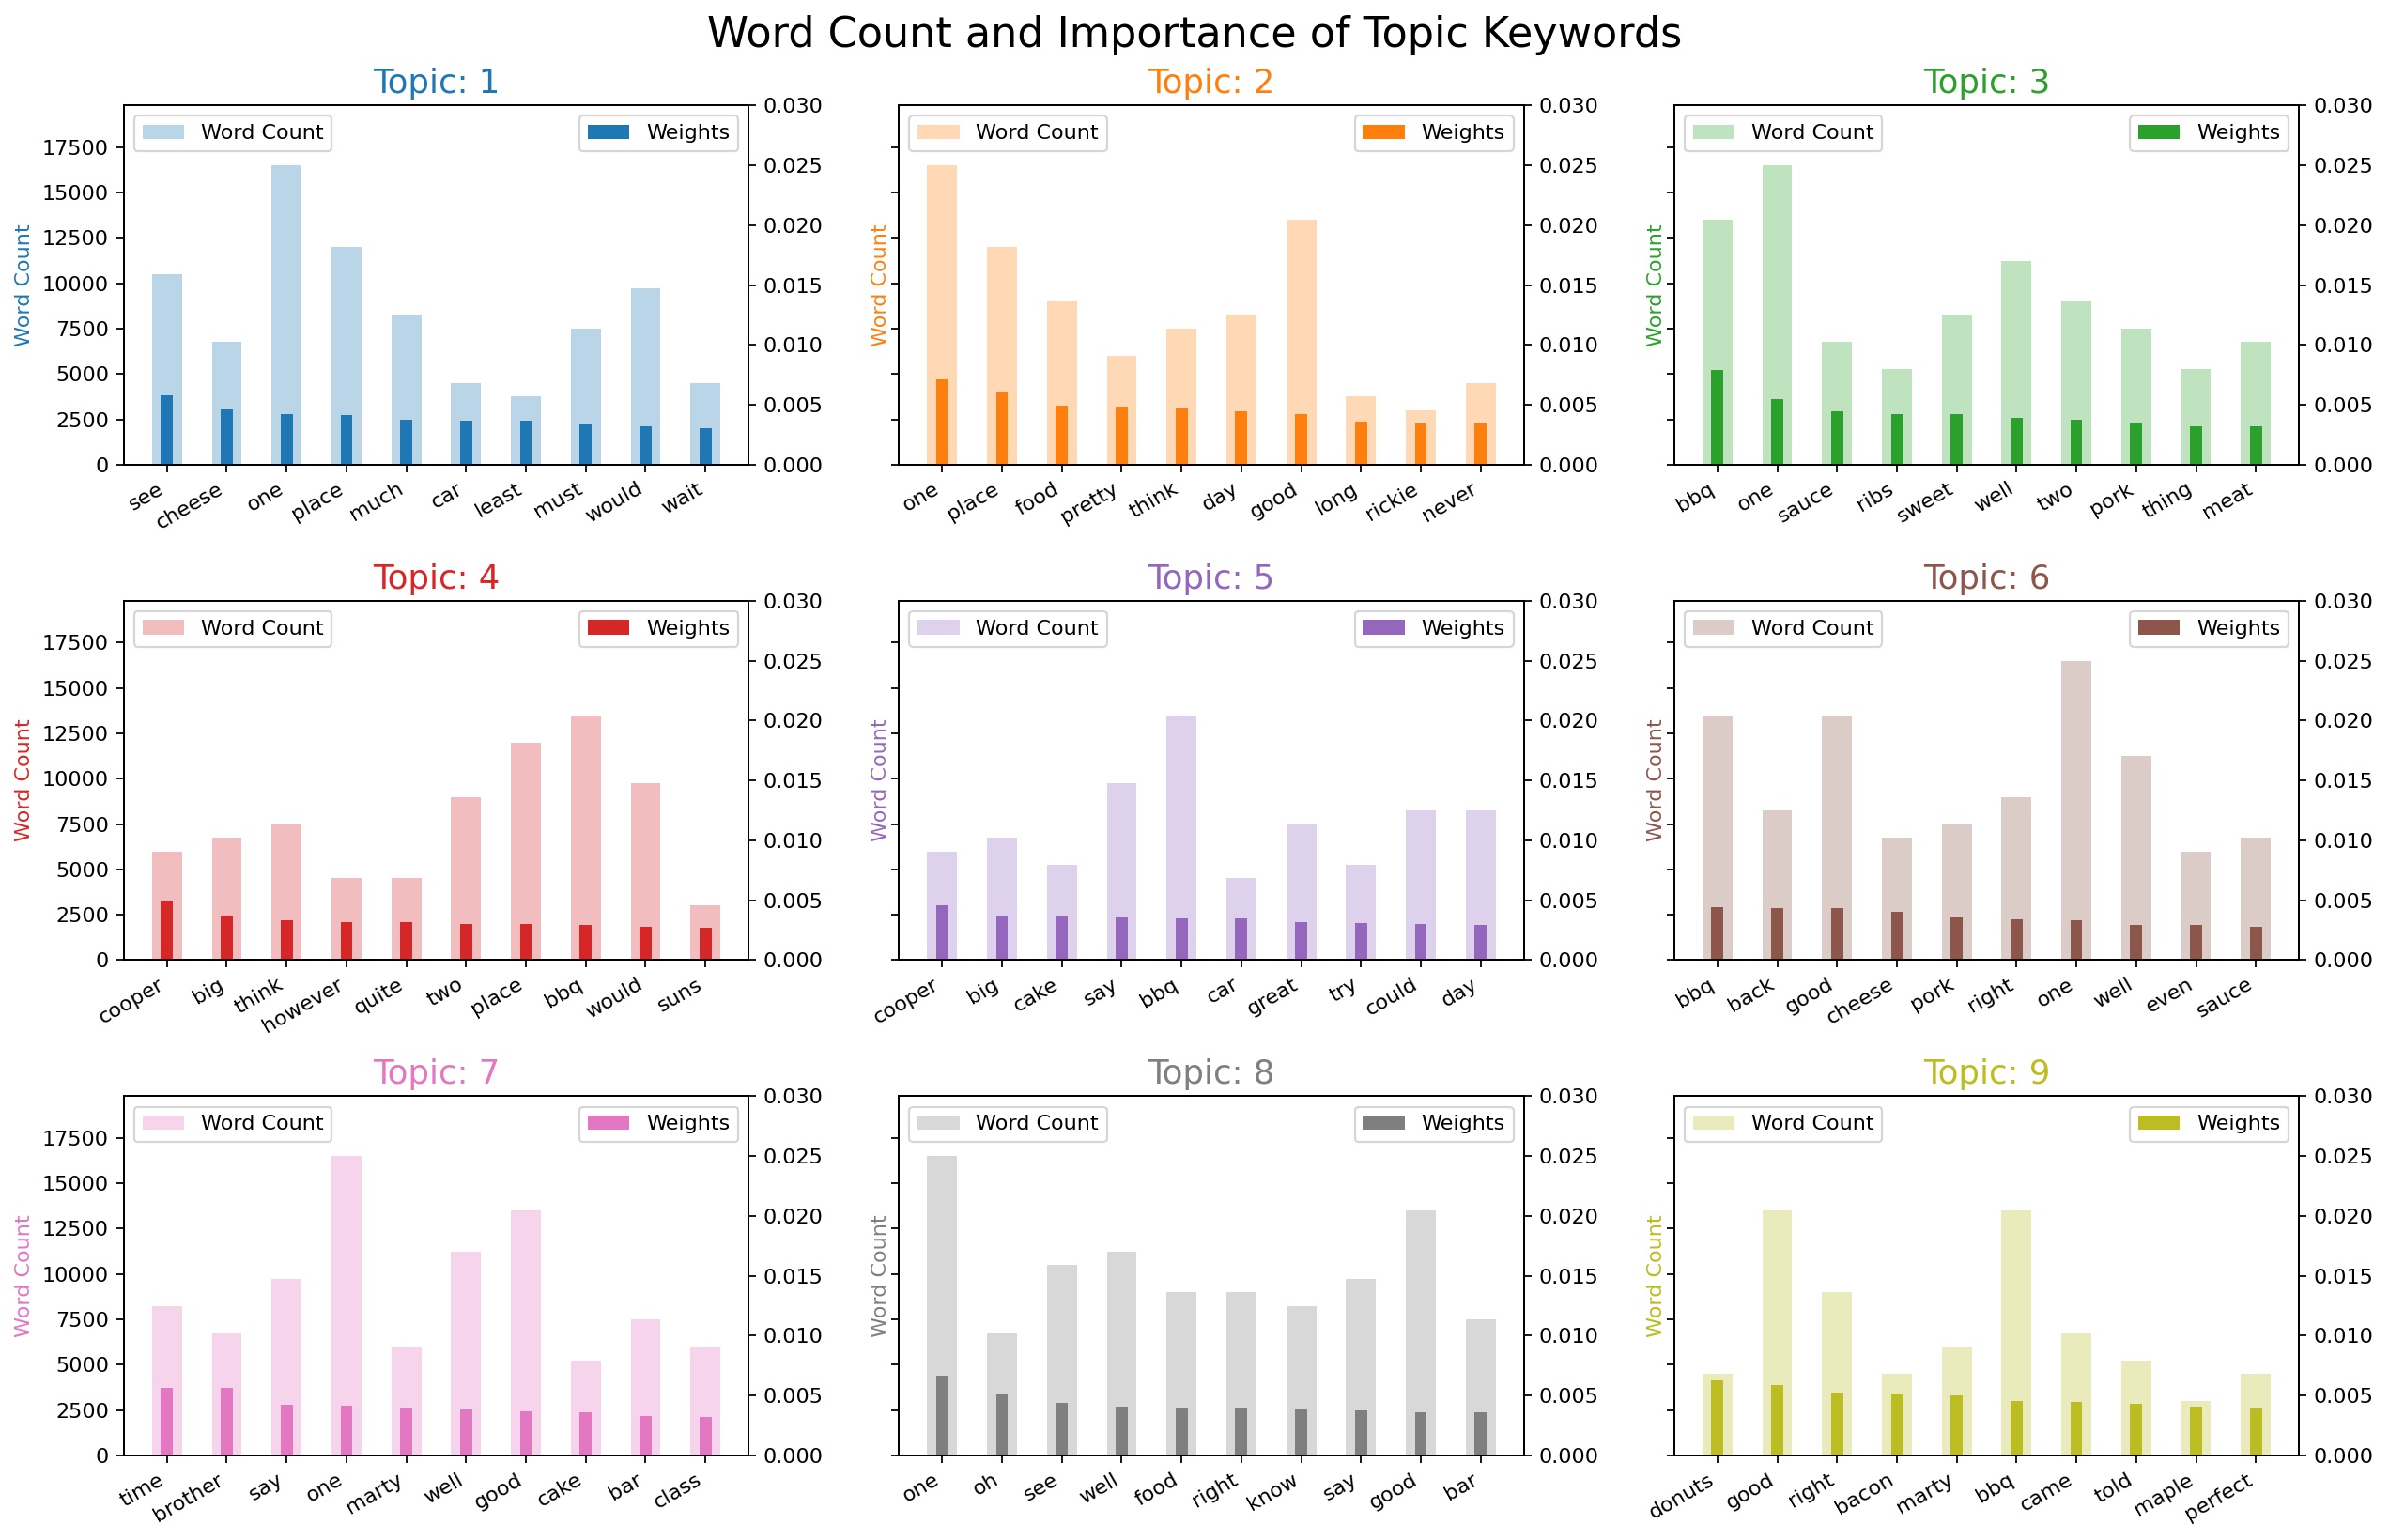 Word Count and Importance of Topic Keywords
Topic: 1
Word Count
Weights
Word Count
17500
15000
12500
10000
7500
5000
2500
0
0.030
0.025
0.020
0.015
0.010
0.005
0.000
see cheese one place much car least must would wait
Topic: 2
Word Count
Weights
Word Count
0.030
0.025
0.020
0.015
0.010
0.005
0.000
one place food pretty think day good long rickie never
Topic: 3
Word Count
Weights
Word Count
0.030
0.025
0.020
0.015
0.010
0.005
0.000
bbq one sauce ribs sweet well two pork thing meat
Topic: 4
Word Count
Weights
Word Count
17500
15000
12500
10000
7500
5000
2500
0
0.030
0.025
0.020
0.015
0.010
0.005
0.000
cooper big think however quite two place bbq would suns
Topic: 5
Word Count
Weights
Word Count
0.030
0.025
0.020
0.015
0.010
0.005
0.000
cooper big cake say bbq car great try could day
Topic: 6
Word Count
Weights
Word Count
0.030
0.025
0.020
0.015
0.010
0.005
0.000
bbq back good cheese pork right one well even sauce
Topic: 7
Word Count
Weights
Word Count
17500
15000
12500
10000
7500
5000
2500
0
0.030
0.025
0.020
0.015
0.010
0.005
0.000
time brother say one marty well good cake bar class
Topic: 8
Word Count
Weights
Word Count
0.030
0.025
0.020
0.015
0.010
0.005
0.000
one oh see well food right know say good bar
Topic: 9
Word Count
Weights
Word Count
0.030
0.025
0.020
0.015
0.010
0.005
0.000
donuts good right bacon marty bbq came told maple perfect